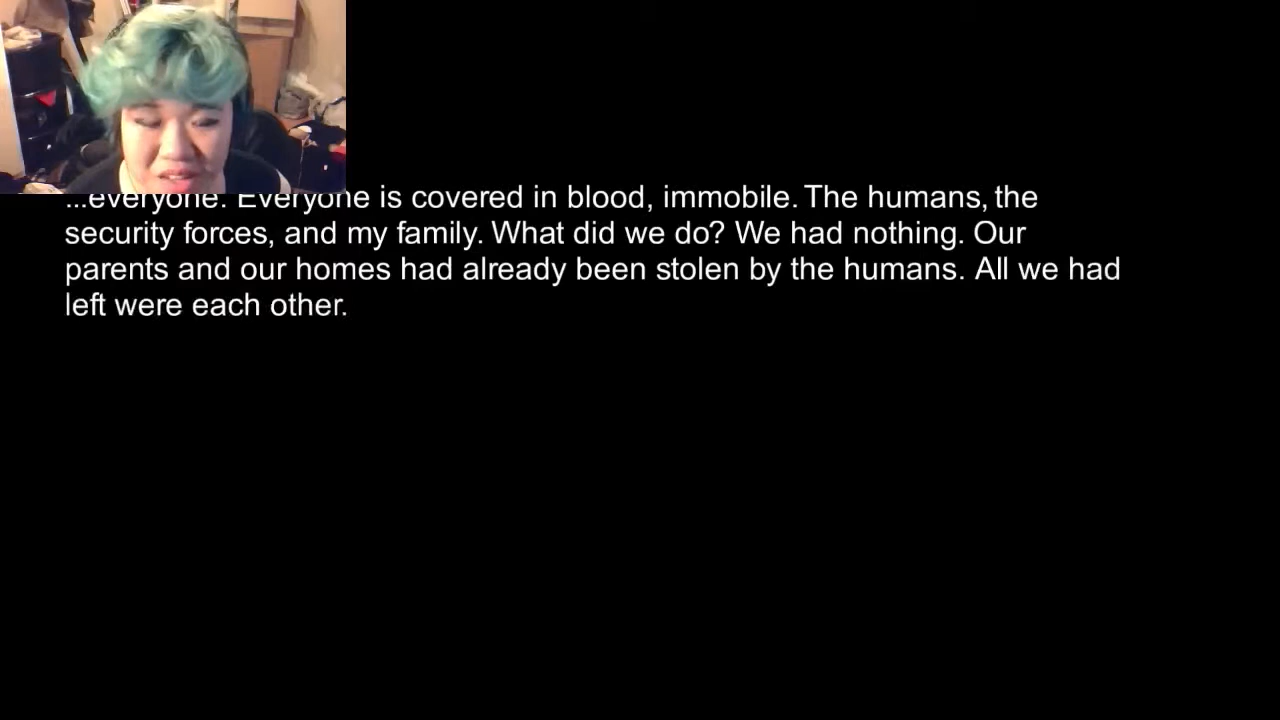 ...everyone. Everyone is covered in blood, immobile. The humans, the
security forces, and my family. What did we do? We had nothing. Our
parents and our homes had already been stolen by the humans. All we had
left were each other.